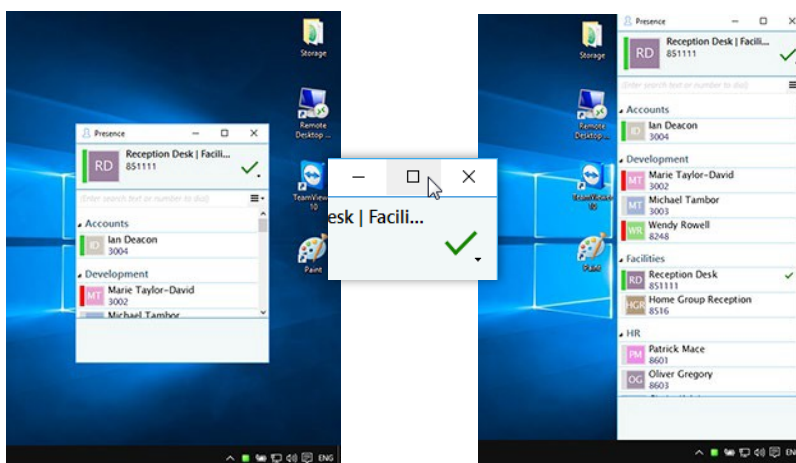 Storage
Remote
Desktop ...
TeamViewer
10
Paint
Presence
RD
Reception Desk | Facili...
851111
(Enter search text or number to dial)
Accounts
ID
Ian Deacon
3004
Development
MT
Marie Taylor-David
3002
Michael Tambor
ENG
esk | Facili...
Storage
Remote
Desktop ...
TeamViewer
10
Paint
Presence
RD
Reception Desk | Facili...
851111
(Enter search text or number to dial)
Accounts
ID
Ian Deacon
3004
Development
MT
Marie Taylor-David
3002
MT
Michael Tambor
3003
WR
Wendy Rowell
8248
Facilities
RD
Reception Desk
851111
HGR
Home Group Reception
8516
HR
PM
Patrick Mace
8601
OG
Oliver Gregory
8603
EN